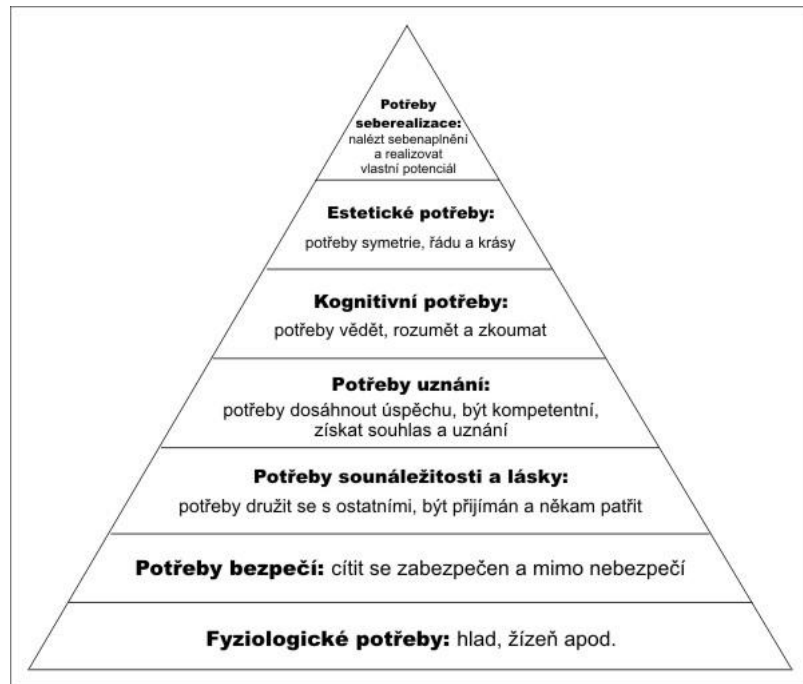 Potřeby
seberealizace:
nalézt sebenaplnění
a realizovat
vlastní potenciál
Estetické potřeby:
potřeby symetrie, řádu a krásy
Kognitivní potřeby:
potřeby vědět, rozumět a zkoumat
Potřeby uznání:
potřeby dosáhnout úspěchu, být kompetentní,
získat souhlas a uznání
Potřeby sounáležitosti a lásky:
potřeby družit se s ostatními, být přijímán a někam patřit
Potřeby bezpečí: cítit se zabezpečen a mimo nebezpečí
Fyziologické potřeby: hlad, žízeň apod.